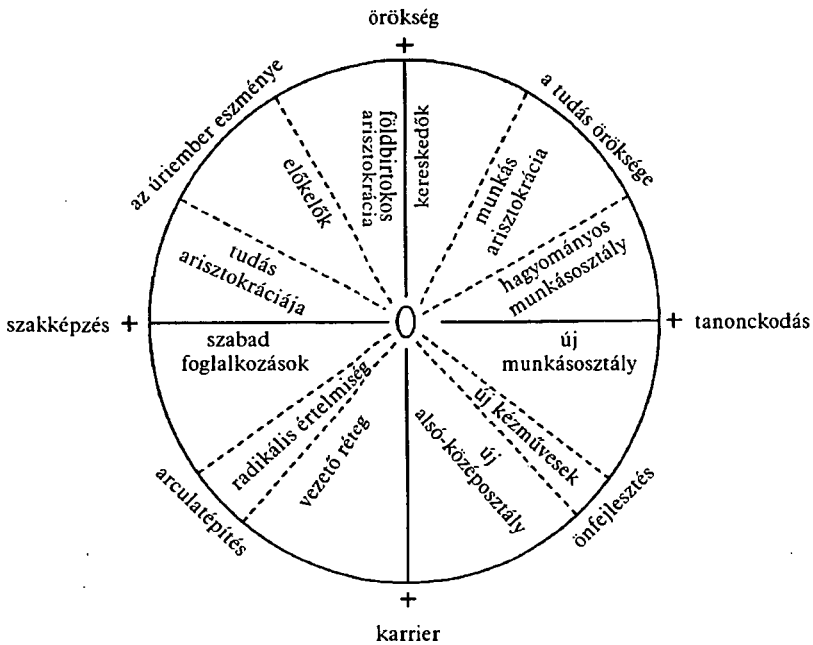 örökség
+
az úriember eszménye
a tudás öröksége
előkelők
földbirtokos
arisztokrácia
kereskedők
munkás
arisztokrácia
tudás
arisztokráciája
hagyományos
munkásosztály
szakképzés +
0
+ tanonckodás
szabad
foglalkozások
új
munkásosztály
radikális értelmiség
vezető réteg
új
alsó-középosztály
új kézművesek
arculatépítés
önfejlesztés
+
karrier